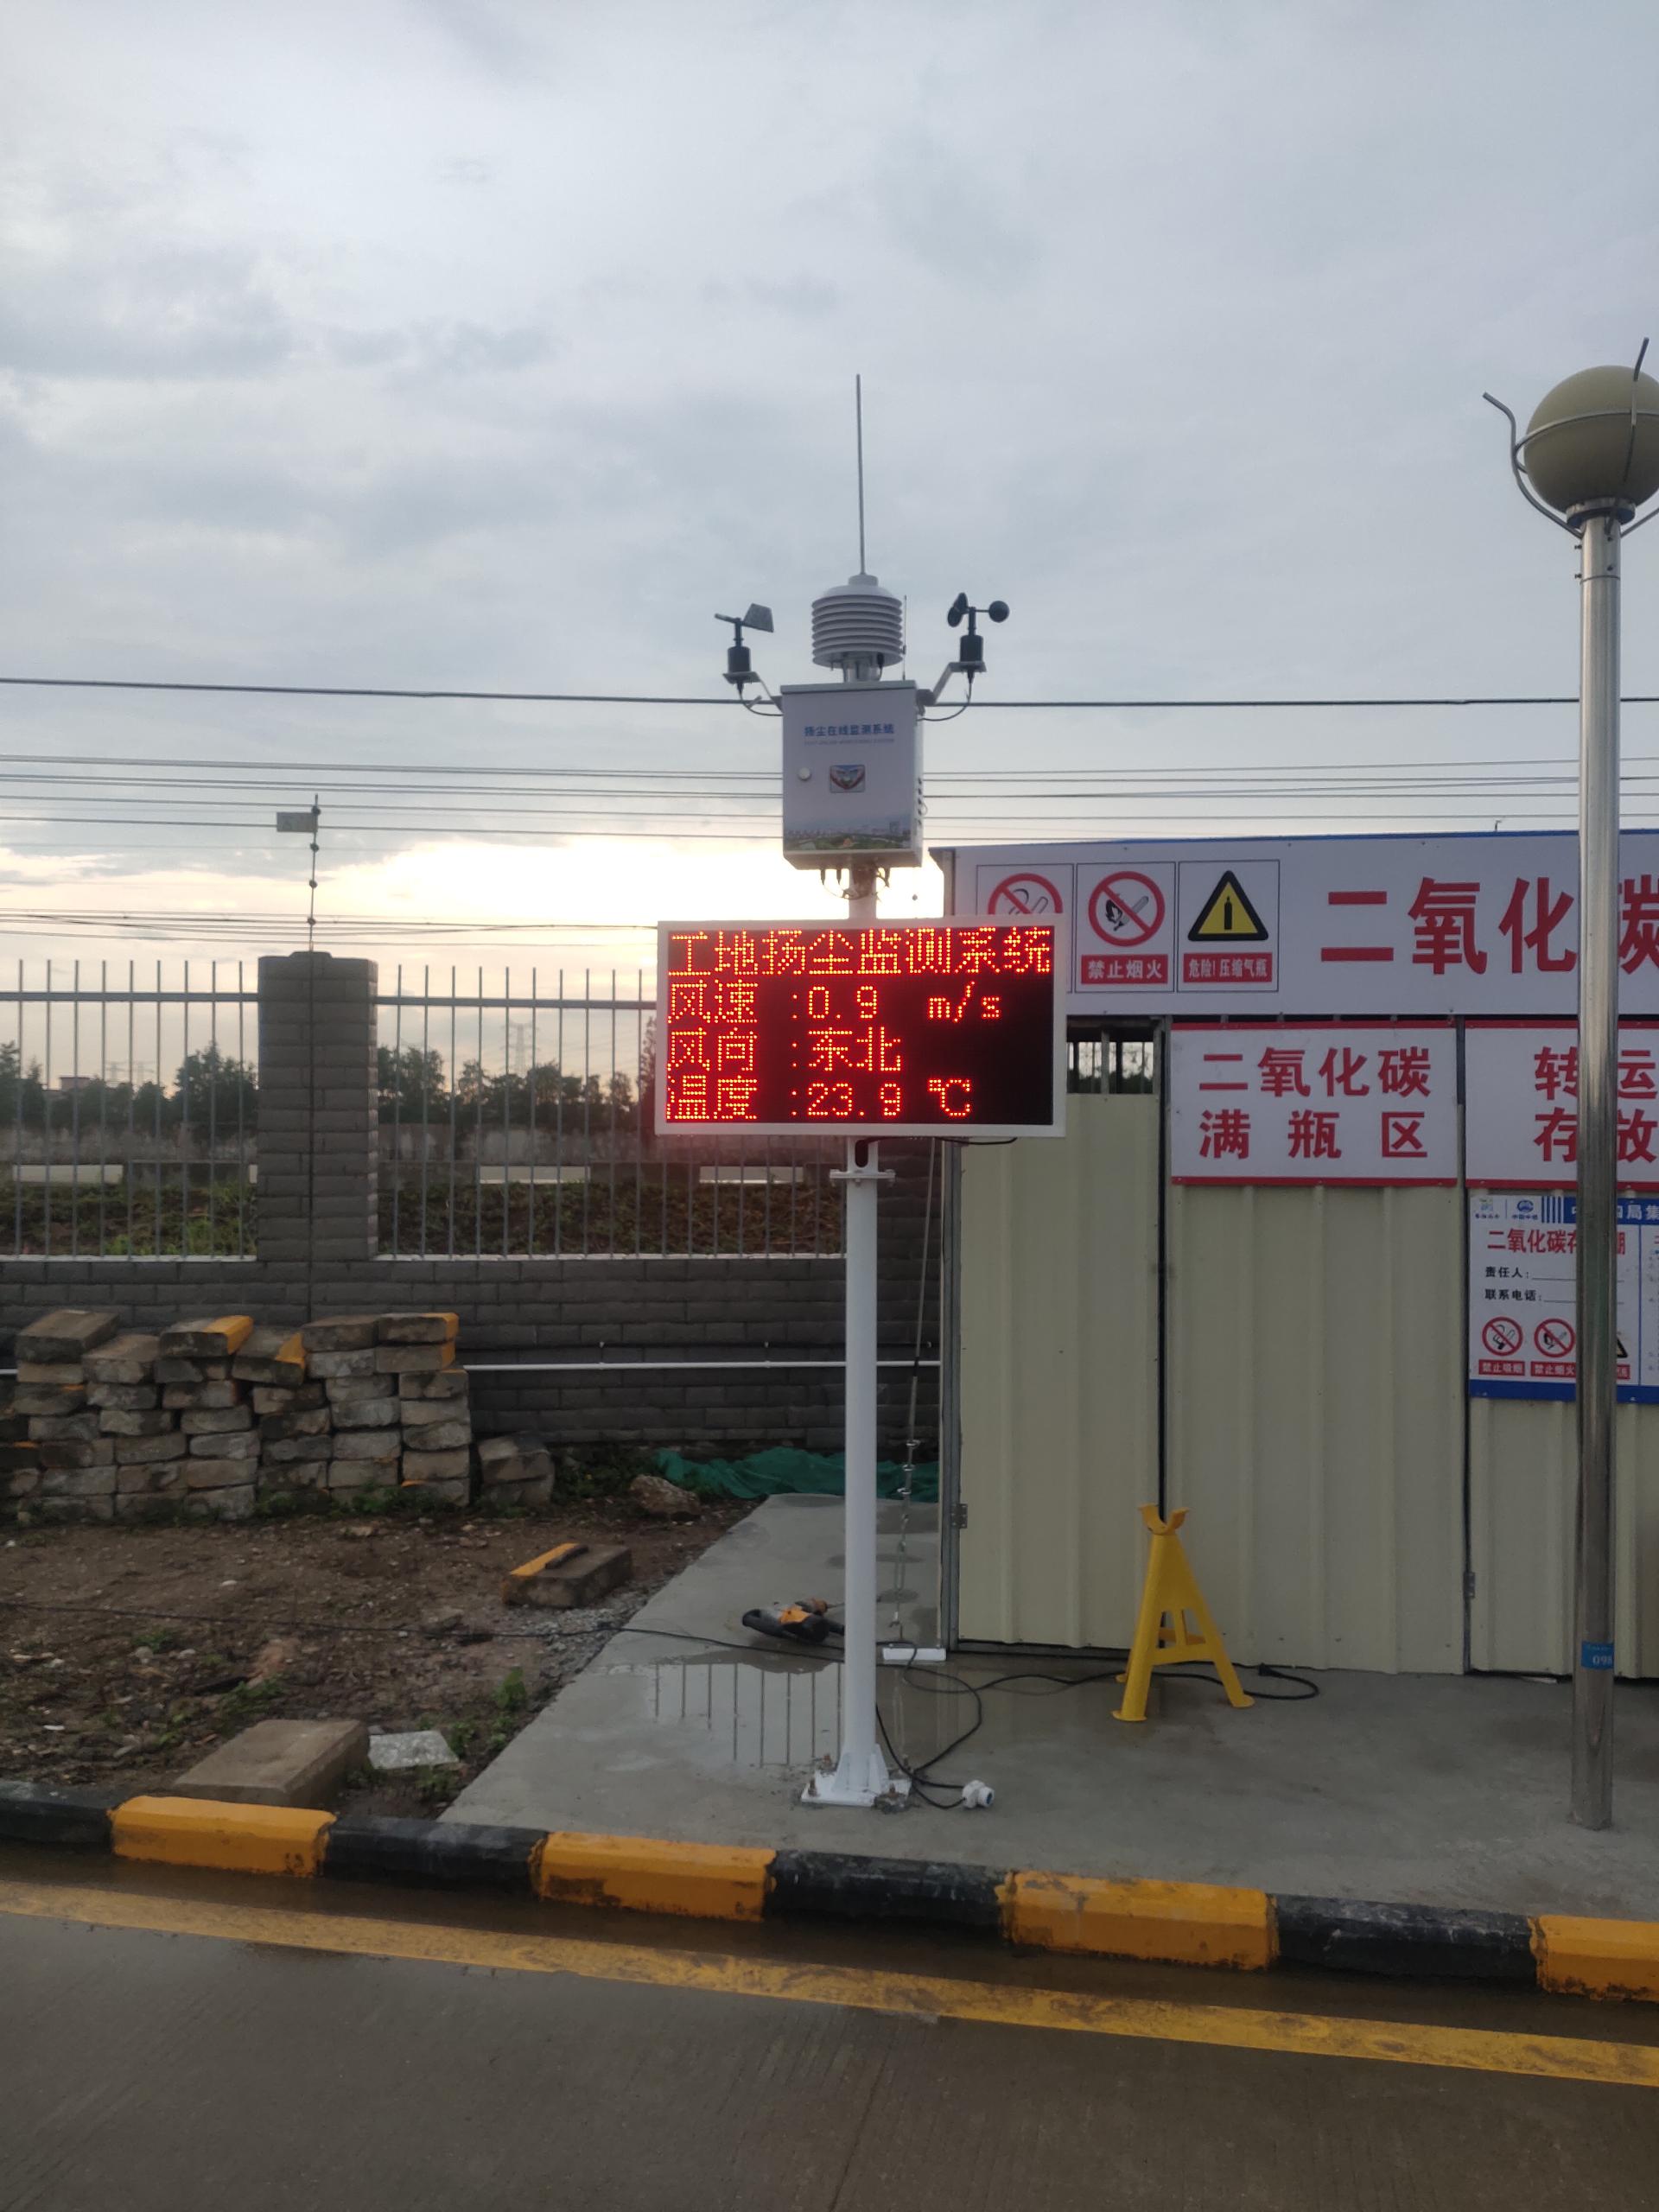 扬尘在线监测系统
工地扬尘监测系统
风速 :0.9 m/s
风向 :东北
温度 :23.9 ℃
禁止烟火
危险!压缩气瓶
二氧化碳
二氧化碳
满瓶区
转运
存放
局集
二氧化碳存
责任人:
联系电话:
禁止吸烟
禁止烟火
098